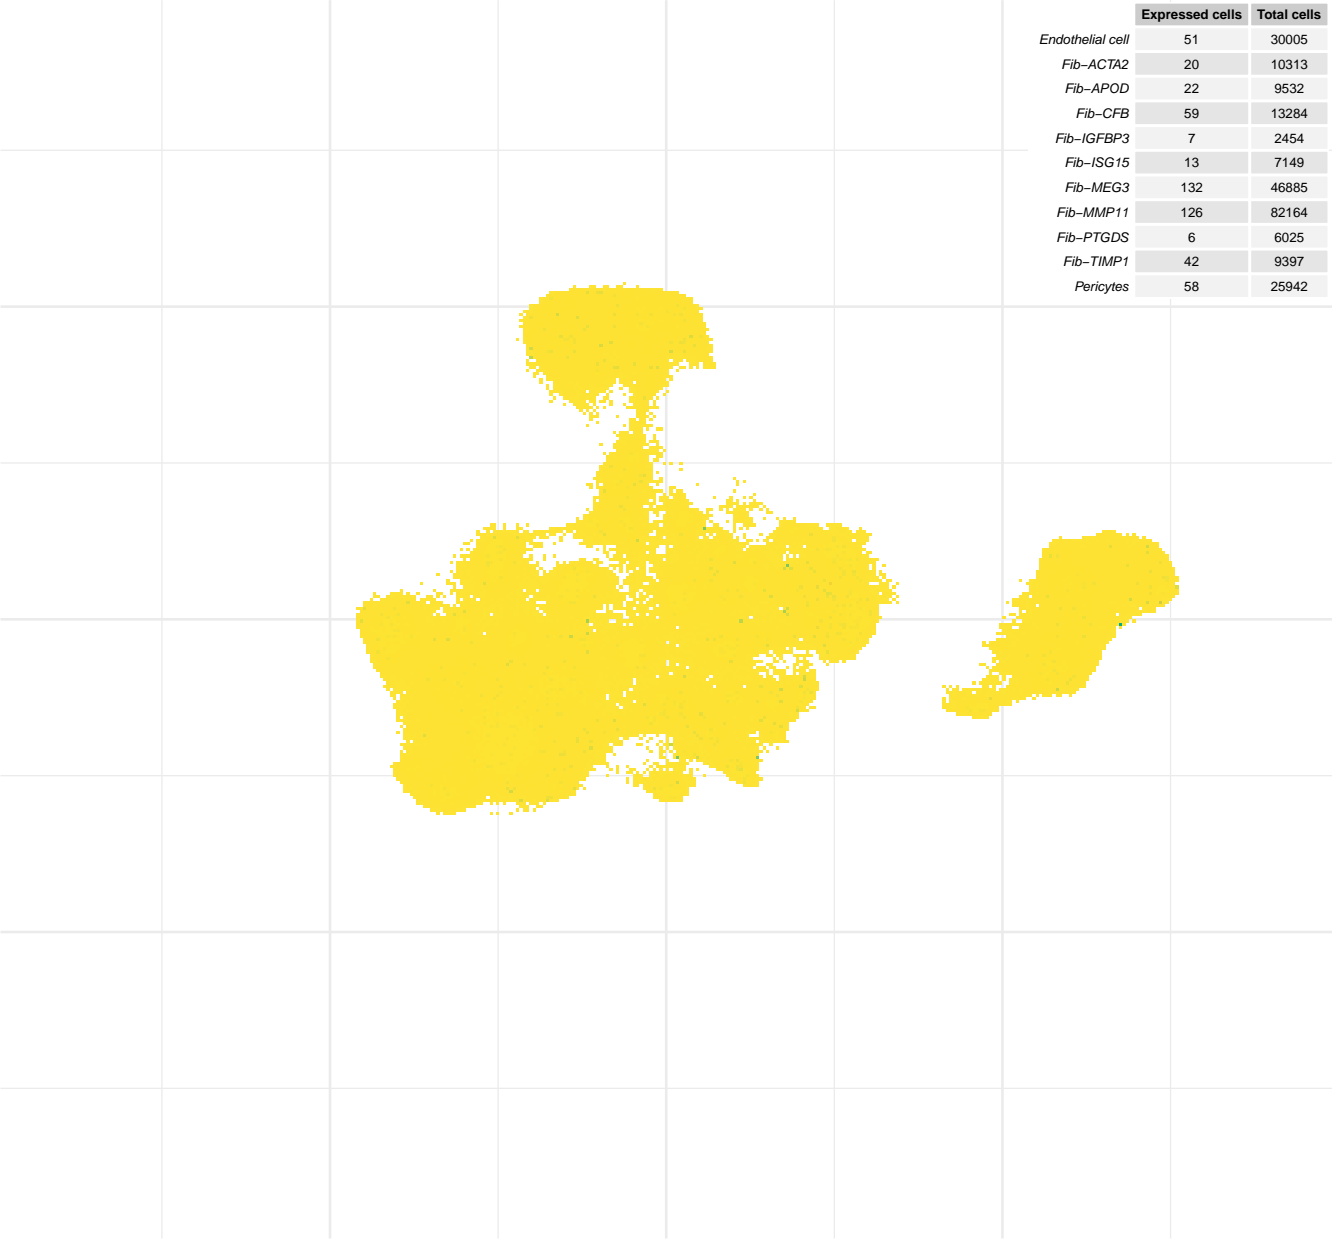 Expressed cells Total cells
Endothelial cell 51 30005
Fib−ACTA2 20 10313
Fib−APOD 22 9532
Fib−CFB 59 13284
Fib−IGFBP3 7 2454
Fib−ISG15 13 7149
Fib−MEG3 132 46885
Fib−MMP11 126 82164
Fib−PTGDS 6 6025
Fib−TIMP1 42 9397
Pericytes 58 25942